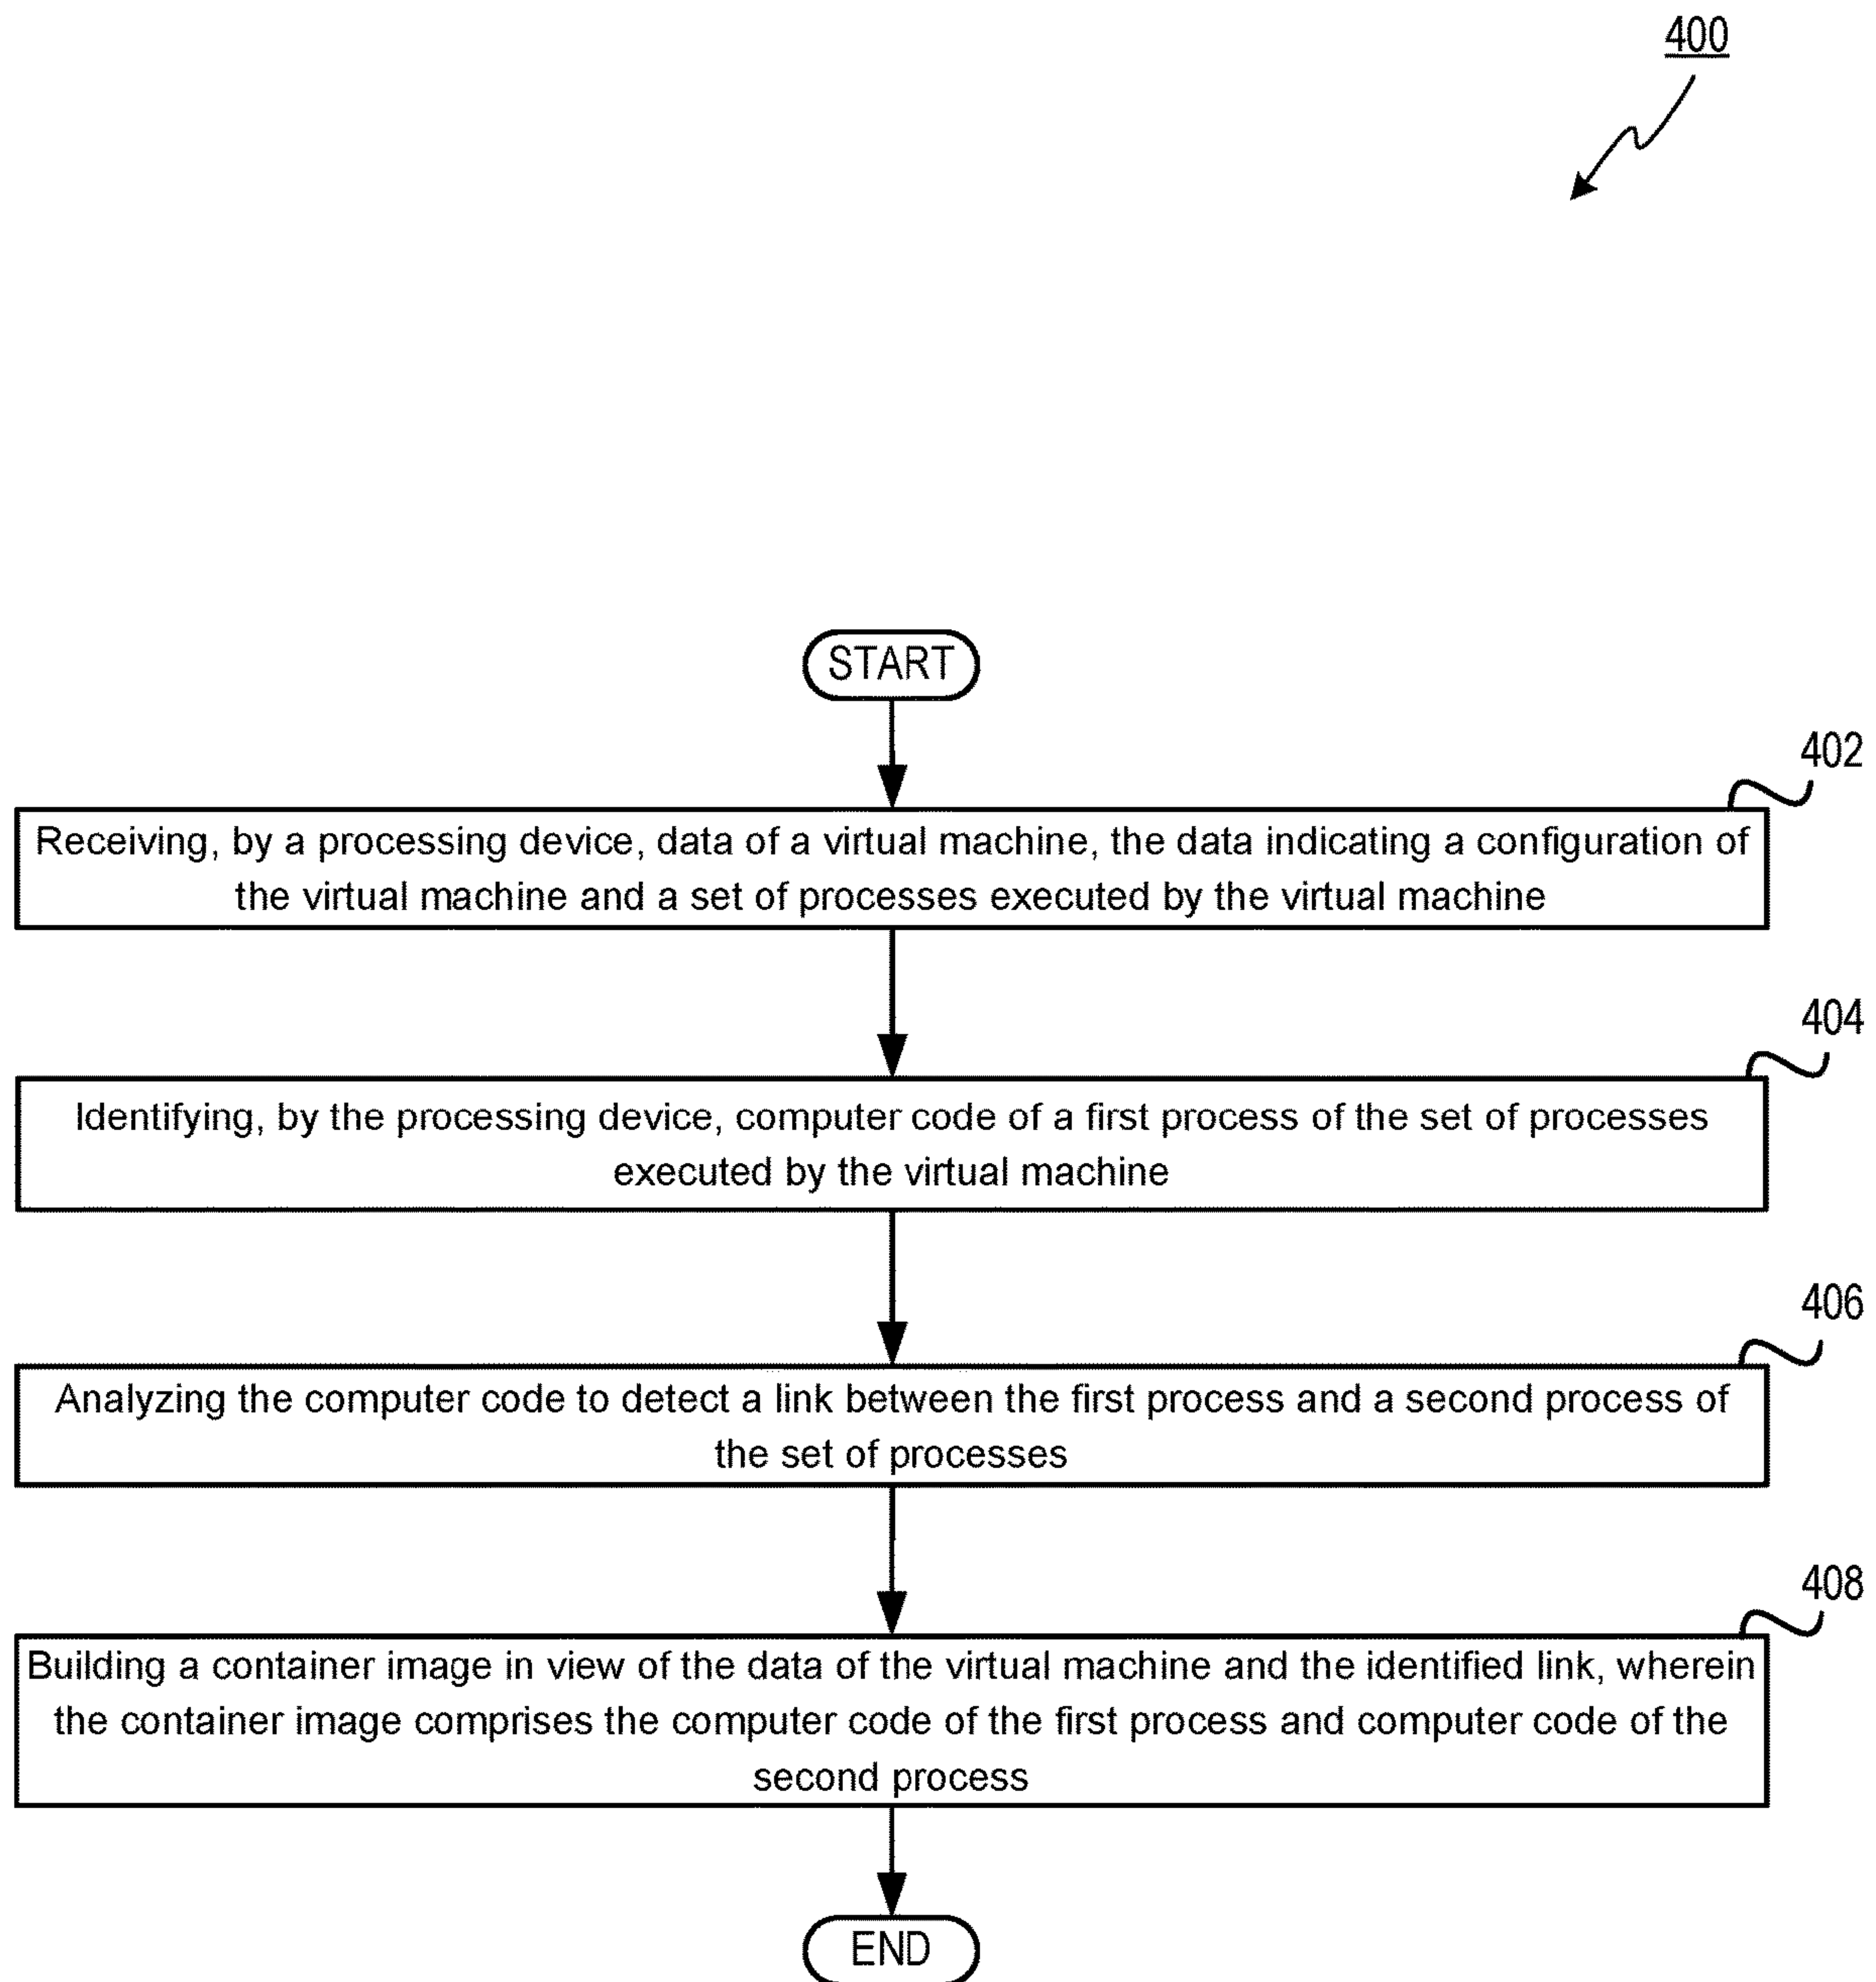 400
START
402
Receiving, by a processing device, data of a virtual machine, the data indicating a configuration of
the virtual machine and a set of processes executed by the virtual machine
404
Identifying, by the processing device, computer code of a first process of the set of processes
executed by the virtual machine
406
Analyzing the computer code to detect a link between the first process and a second process of
the set of processes
408
Building a container image in view of the data of the virtual machine and the identified link, wherein
the container image comprises the computer code of the first process and computer code of the
second process
END